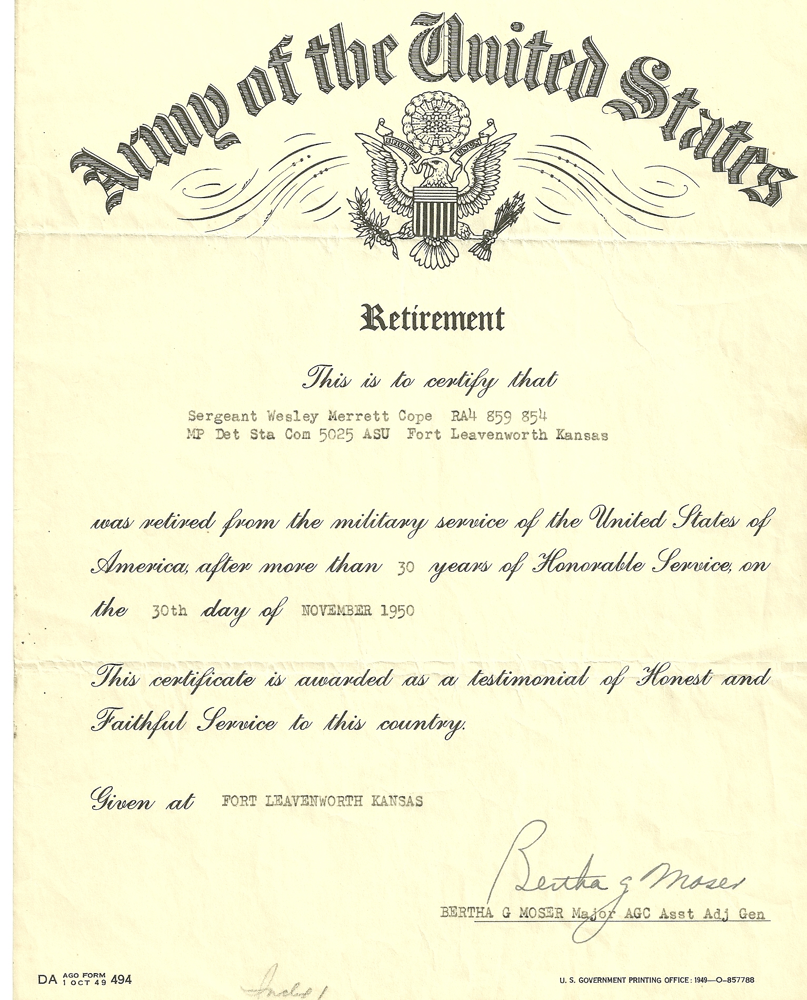 Army of the United States
E PLURIBUS UNUM
Retirement
This is to certify that
Sergeant Wesley Merrett Cope  RA4 859 854
MP Det Sta Com 5025 ASU  Fort Leavenworth Kansas
was retired from the military service of the United States of
America, after more than 30 years of Honorable Service, on
the 30th day of NOVEMBER 1950
This certificate is awarded as a testimonial of Honest and
Faithful Service to this country.
Given at FORT LEAVENWORTH KANSAS
Bertha G Moser
BERTHA G MOSER Major AGC Asst Adj Gen
DA AGO FORM 1 OCT 49 494
U. S. GOVERNMENT PRINTING OFFICE: 1949—O-857788